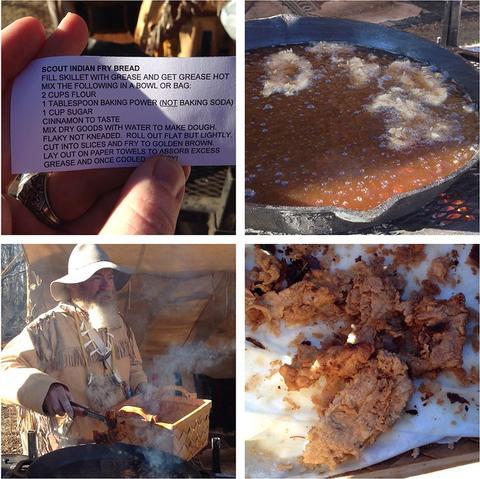 SCOUT INDIAN FRY BREAD
FILL SKILLET WITH GREASE AND GET GREASE HOT
MIX THE FOLLOWING IN A BOWL OR BAG:
2 CUPS FLOUR
1 TABLESPOON BAKING POWER (NOT BAKING SODA)
1 CUP SUGAR
CINNAMON TO TASTE
MIX DRY GOODS WITH WATER TO MAKE DOUGH.
FLAKY NOT KNEADED. ROLL OUT FLAT BUT LIGHTLY.
CUT INTO SLICES AND FRY TO GOLDEN BROWN.
LAY OUT ON PAPER TOWELS TO ABSORB EXCESS
GREASE AND ONCE COOLED